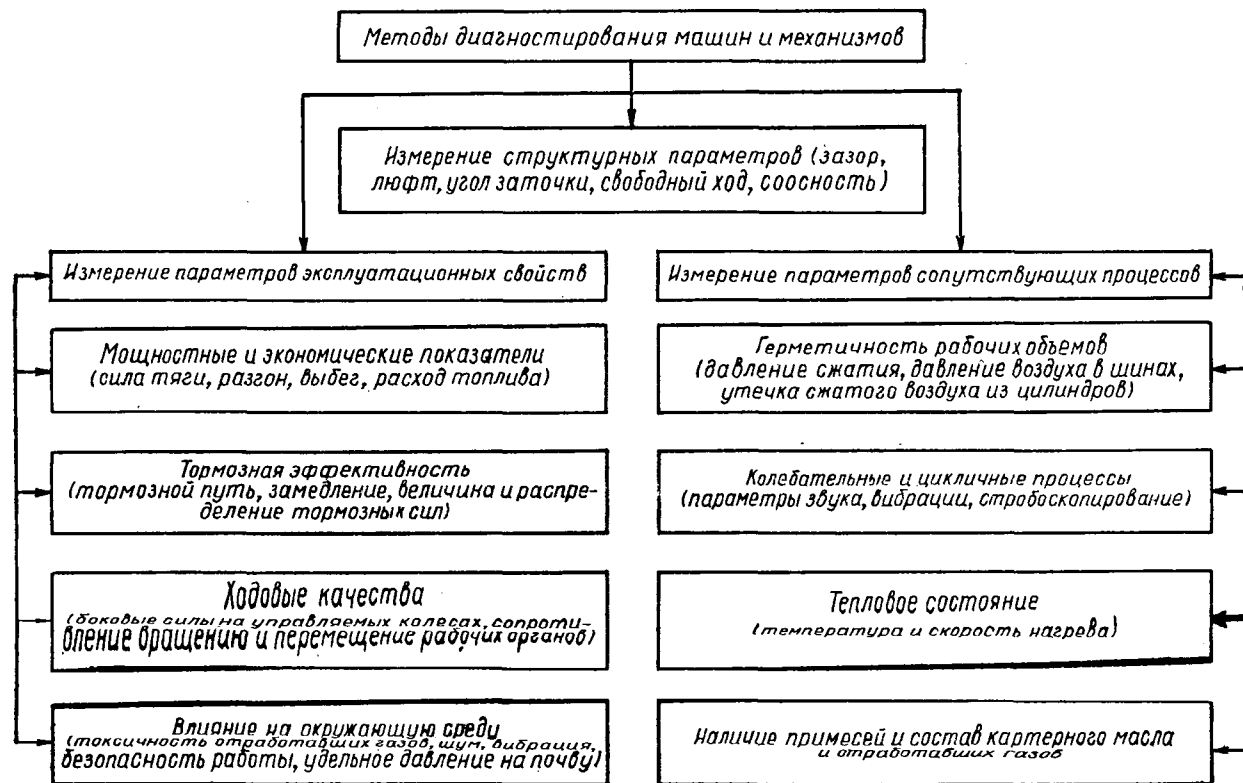 Методы диагностирования машин и механизмов
Измерение структурных параметров (зазор,
люфт, угол заточки, свободный ход, соосность)
Измерение параметров эксплуатационных свойств
Мощностные и экономические показатели
(сила тяги, разгон, выбег, расход топлива)
Тормозная эффективность
(тормозной путь, замедление, величина и распре-
деление тормозных сил)
Ходовые качества
(боковые силы на управляемых колесах, сопроти-
вление вращению и перемещение рабочих органов)
Влияние на окружающую среду
(токсичность отработавших газов, шум, вибрация,
безопасность работы, удельное давление на почву)
Измерение параметров сопутствующих процессов
Герметичность рабочих объемов
(давление сжатия, давление воздуха в шинах,
утечка сжатого воздуха из цилиндров)
Колебательные и цикличные процессы
(параметры звука, вибрации, стробоскопирование)
Тепловое состояние
(температура и скорость нагрева)
Наличие примесей и состав картерного масла
и отработавших газов